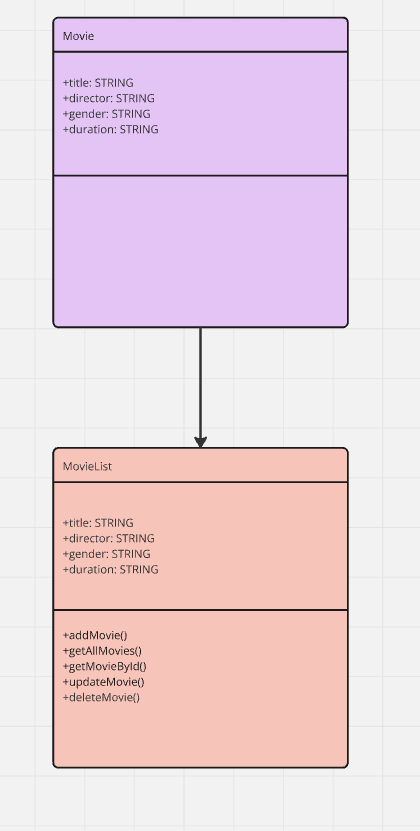 Movie
+title: STRING
+director: STRING
+gender: STRING
+duration: STRING
MovieList
+title: STRING
+director: STRING
+gender: STRING
+duration: STRING
+addMovie()
+getAllMovies()
+getMovieById()
+updateMovie()
+deleteMovie()